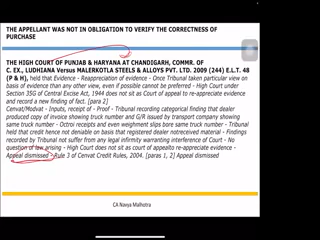 THE APPELLANT WAS NOT IN OBLIGATION TO VERIFY THE CORRECTNESS OF
PURCHASE
THE HIGH COURT OF PUNJAB & HARYANA AT CHANDIGARH, COMMR. OF
C. EX., LUDHIANA Versus MALERKOTLA STEELS & ALLOYS PVT. LTD. 2009 (244) E.L.T. 48
(P & H), held that Evidence - Reappreciation of evidence - Once Tribunal taken particular view on
basis of evidence than any other view, even if possible cannot be preferred - High Court under
Section 35G of Central Excise Act, 1944 does not sit as Court of appeal to re-appreciate evidence
and record a new finding of fact. [para 2]
Cenvat/Modvat - Inputs, receipt of - Proof - Tribunal recording categorical finding that dealer
produced copy of invoice showing truck number and G/R issued by transport company showing
same truck number - Octroi receipts and even weighment slips bore same truck number - Tribunal
held that credit hence not deniable on basis that registered dealer notreceived material - Findings
recorded by Tribunal not suffer from any legal infirmity warranting interference of Court - No
question of law arising - High Court does not sit as court of appealto re-appreciate evidence -
Appeal dismissed - Rule 3 of Cenvat Credit Rules, 2004. [paras 1, 2] Appeal dismissed
CA Navya Malhotra